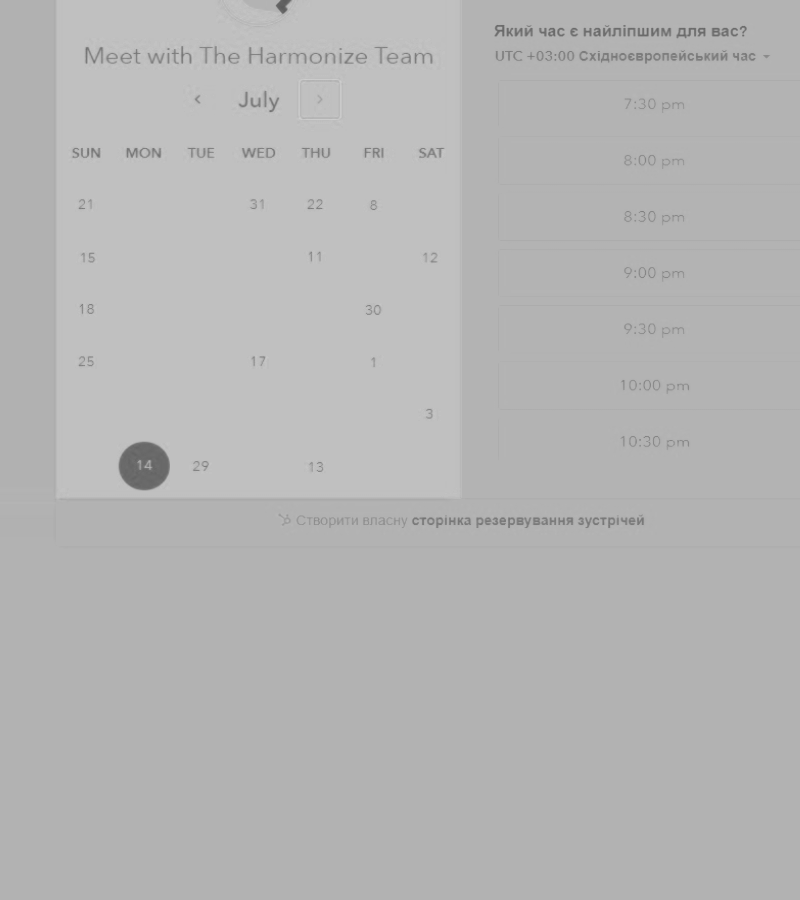 Meet with The Harmonize Team
July
SUN MON TUE WED THU FRI SAT
21 31 22 8
15 11 12
18 30
25 17 1
3
14 29 13
Який час є найліпшим для вас?
UTC +03:00 Східноєвропейський час
7:30 pm
8:00 pm
8:30 pm
9:00 pm
9:30 pm
10:00 pm
10:30 pm
Створити власну сторінка резервування зустрічей